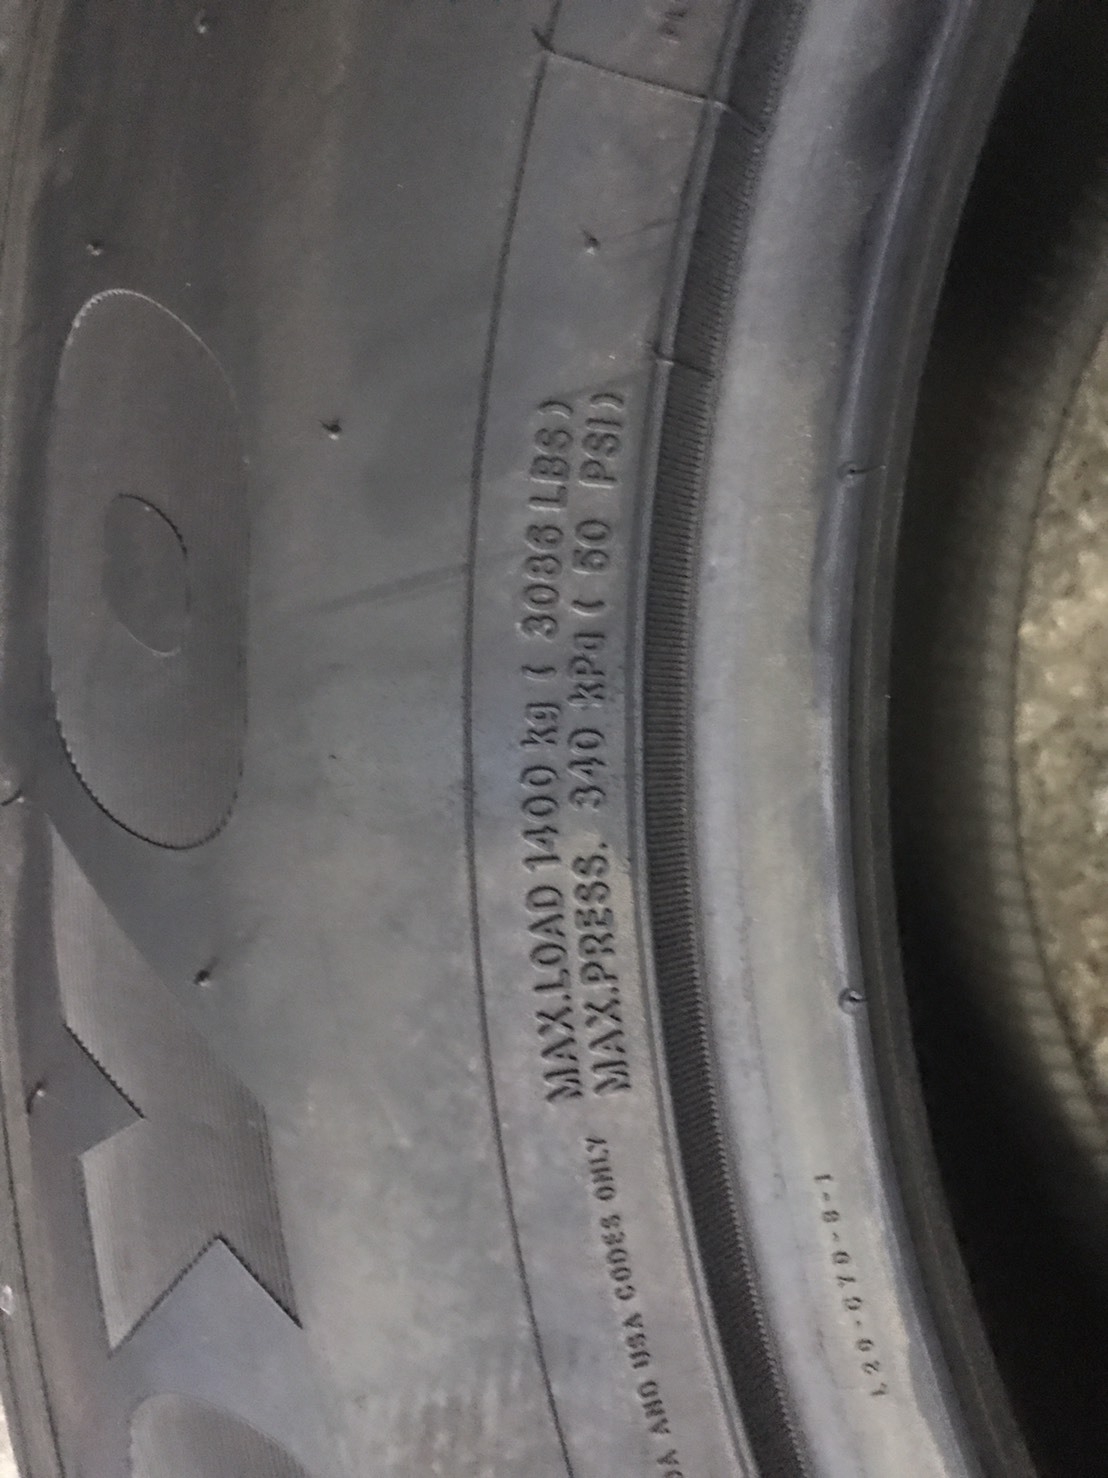 MAX.LOAD 1400 kg ( 3086 LBS )
MAX.PRESS. 340 kPa ( 50 PSI )
AND USA CODES ONLY